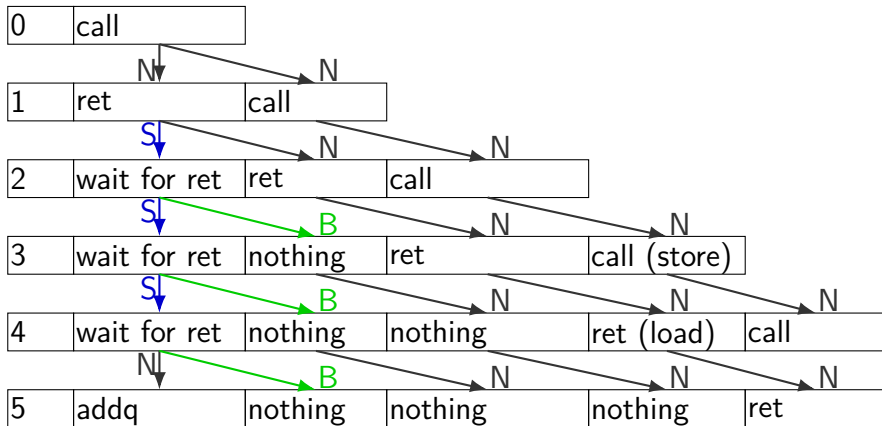 0 call
N N
1 ret call
S N N
2 wait for ret ret call
S B N N
3 wait for ret nothing ret call (store)
S B N N N
4 wait for ret nothing nothing ret (load) call
N B N N N
5 addq nothing nothing nothing ret